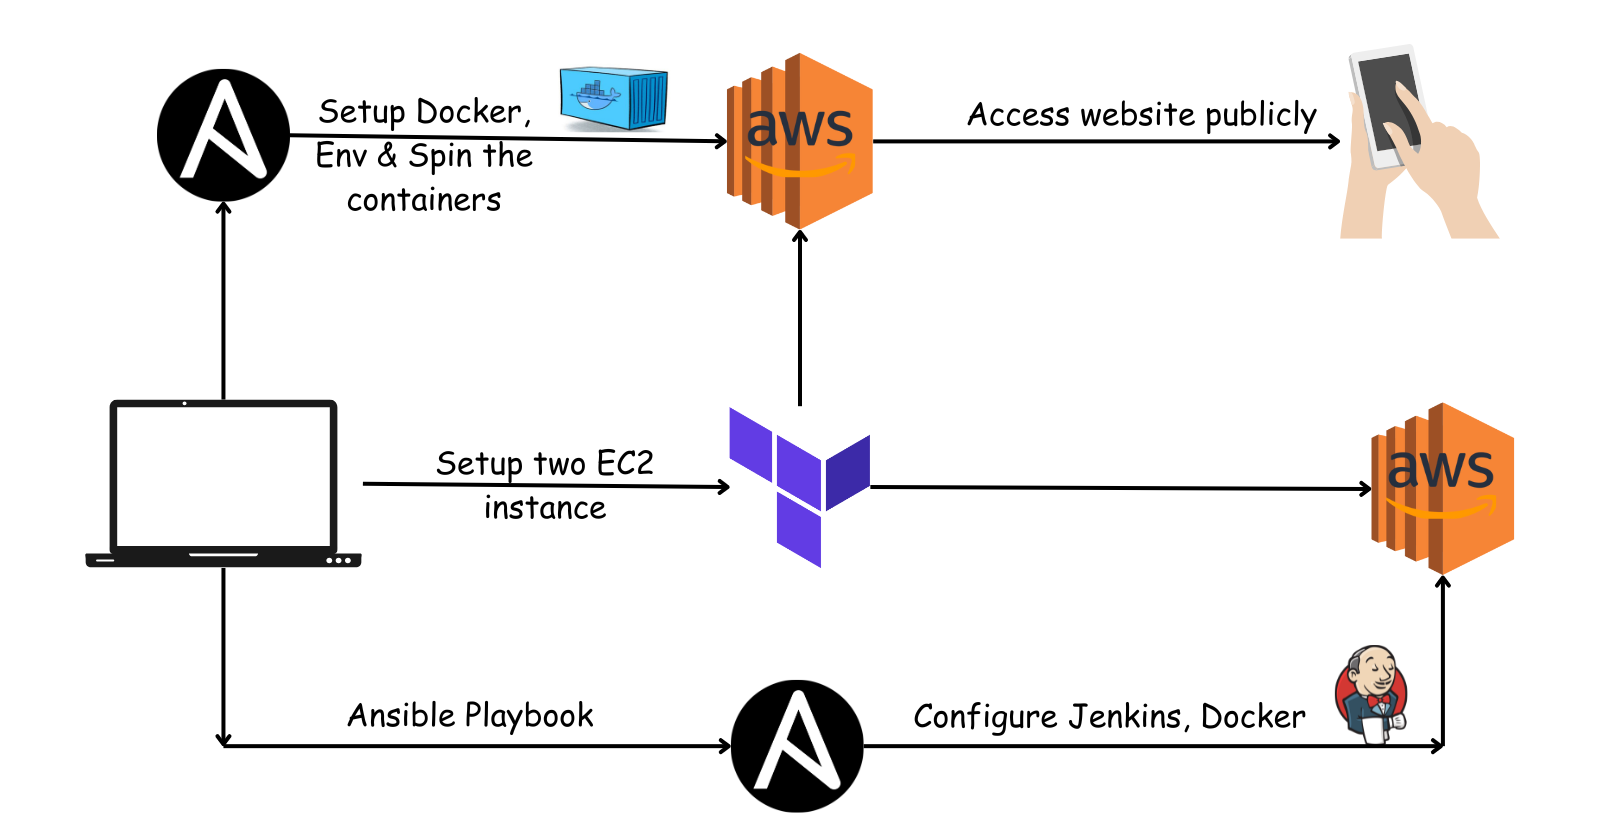 Setup Docker,
Env & Spin the
containers
aws
Access website publicly
Setup two EC2
instance
aws
Ansible Playbook
Configure Jenkins, Docker